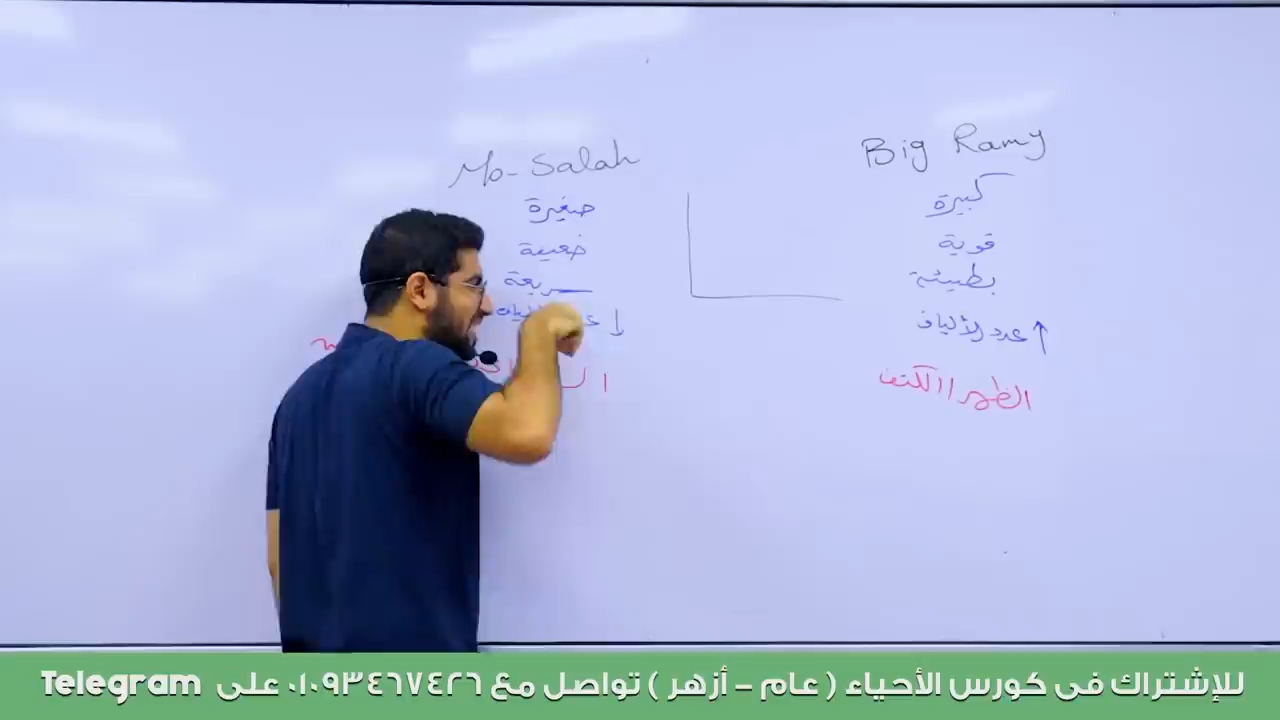 Mo-Salah
صغيرة
ضعيفة
سريعة
↓
Big Ramy
كبيرة
قوية
بطيئة
↑ عدد الألياف
الظهر // الكتف
للإشتراك فى كورس الأحياء ( عام - أزهر ) تواصل مع ٠١٠٩٣٤٦٧٤٢٦ على Telegram